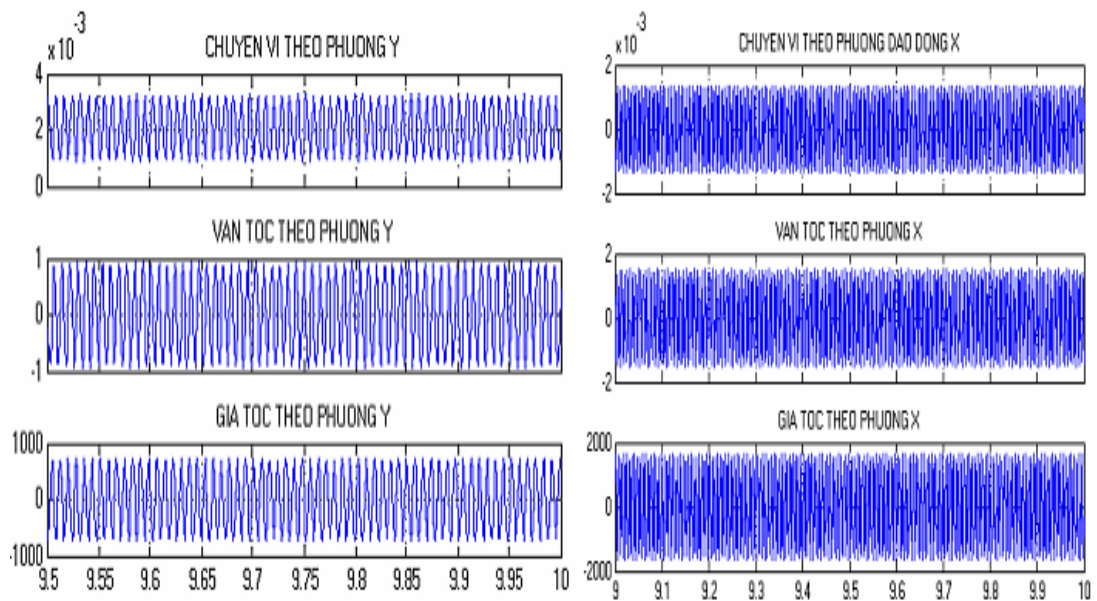 x 10 -3
CHUYEN VI THEO PHUONG Y
4
2
0
VAN TOC THEO PHUONG Y
1
0
-1
GIA TOC THEO PHUONG Y
1000
0
-1000
9.5 9.55 9.6 9.65 9.7 9.75 9.8 9.85 9.9 9.95 10
x 10 -3
CHUYEN VI THEO PHUONG DAO DONG X
2
0
-2
VAN TOC THEO PHUONG X
2
0
-2
GIA TOC THEO PHUONG X
2000
0
-2000
9 9.1 9.2 9.3 9.4 9.5 9.6 9.7 9.8 9.9 10